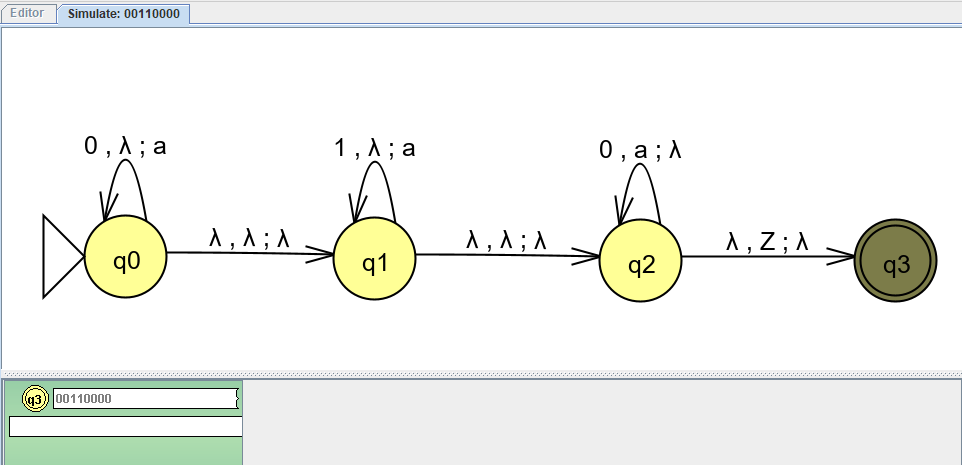 Editor Simulate: 00110000
0 , λ ; a 1 , λ ; a 0 , a ; λ
λ , λ ; λ λ , λ ; λ λ , Z ; λ
q0 q1 q2 q3
q3 00110000